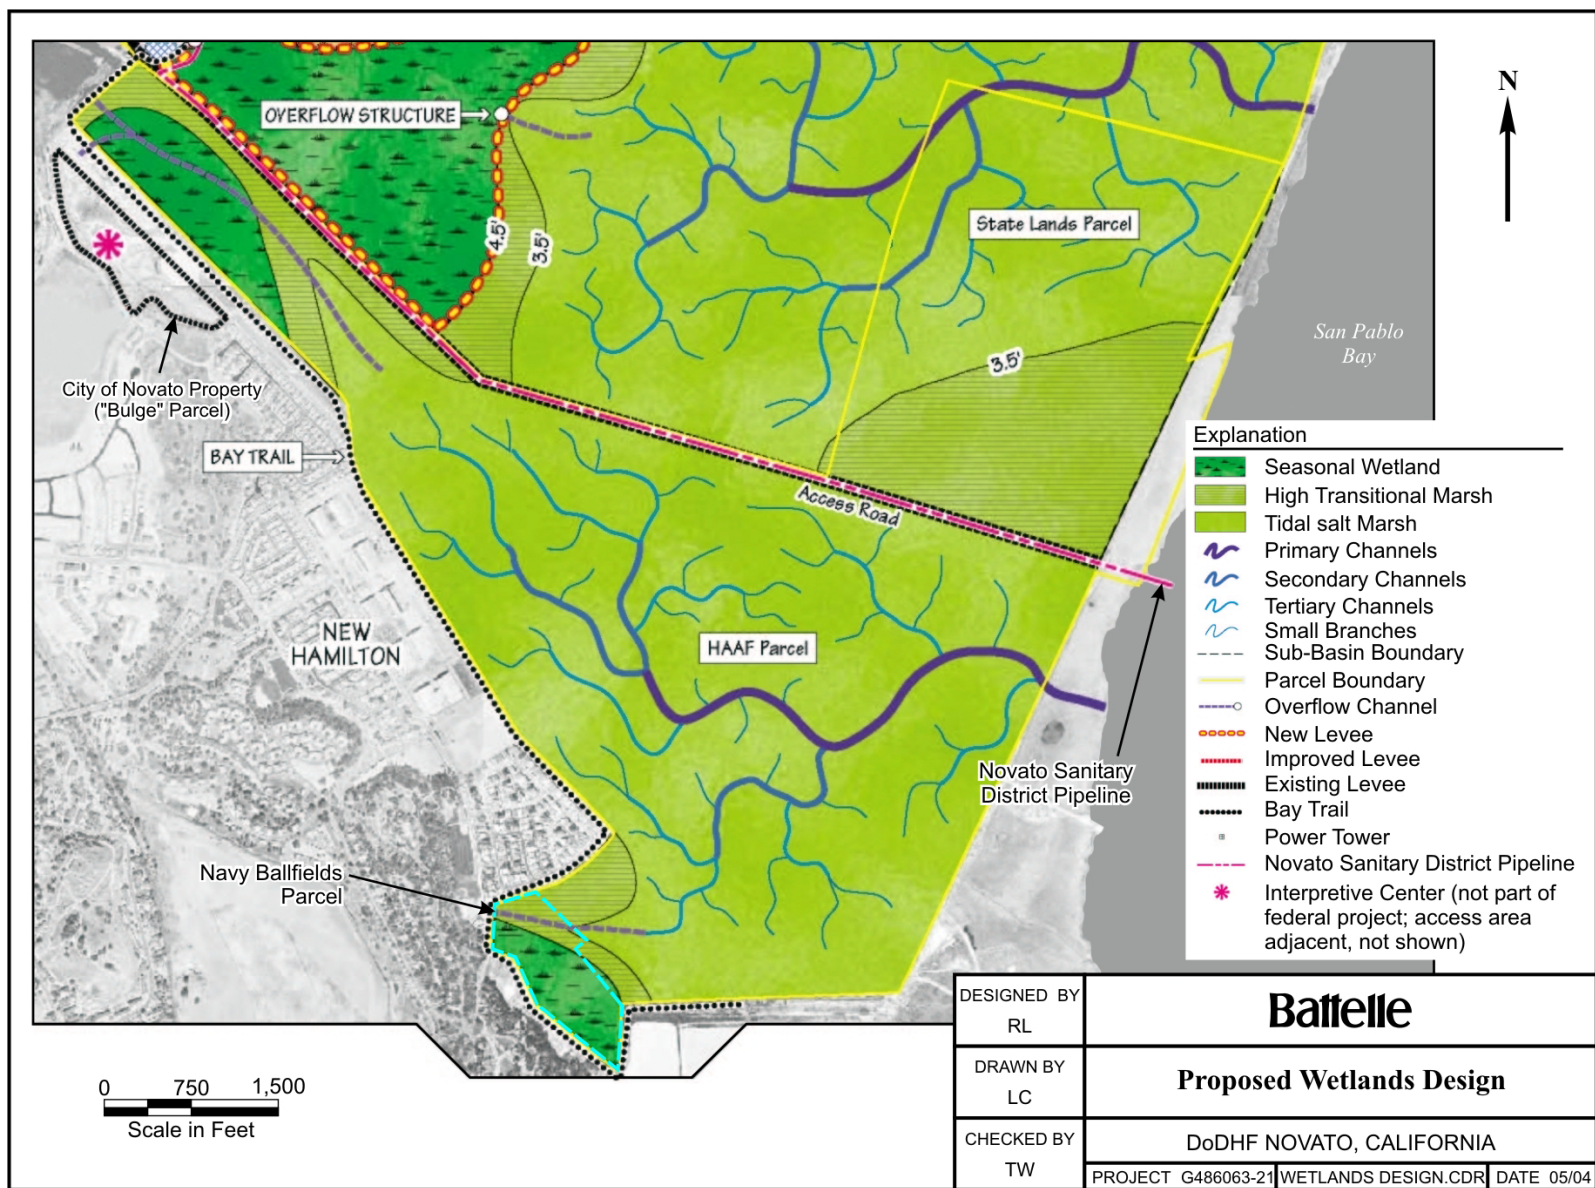 N
OVERFLOW STRUCTURE
4.5'
3.5'
State Lands Parcel
San Pablo
Bay
3.5'
City of Novato Property
("Bulge" Parcel)
BAY TRAIL
Access Road
NEW
HAMILTON
HAAF Parcel
Novato Sanitary
District Pipeline
Navy Ballfields
Parcel
Explanation
Seasonal Wetland
High Transitional Marsh
Tidal salt Marsh
Primary Channels
Secondary Channels
Tertiary Channels
Small Branches
Sub-Basin Boundary
Parcel Boundary
Overflow Channel
New Levee
Improved Levee
Existing Levee
Bay Trail
Power Tower
Novato Sanitary District Pipeline
Interpretive Center (not part of
federal project; access area
adjacent, not shown)
0 750 1,500
Scale in Feet
DESIGNED BY
RL
DRAWN BY
LC
CHECKED BY
TW
Battelle
Proposed Wetlands Design
DoDHF NOVATO, CALIFORNIA
PROJECT G486063-21 WETLANDS DESIGN.CDR DATE 05/04